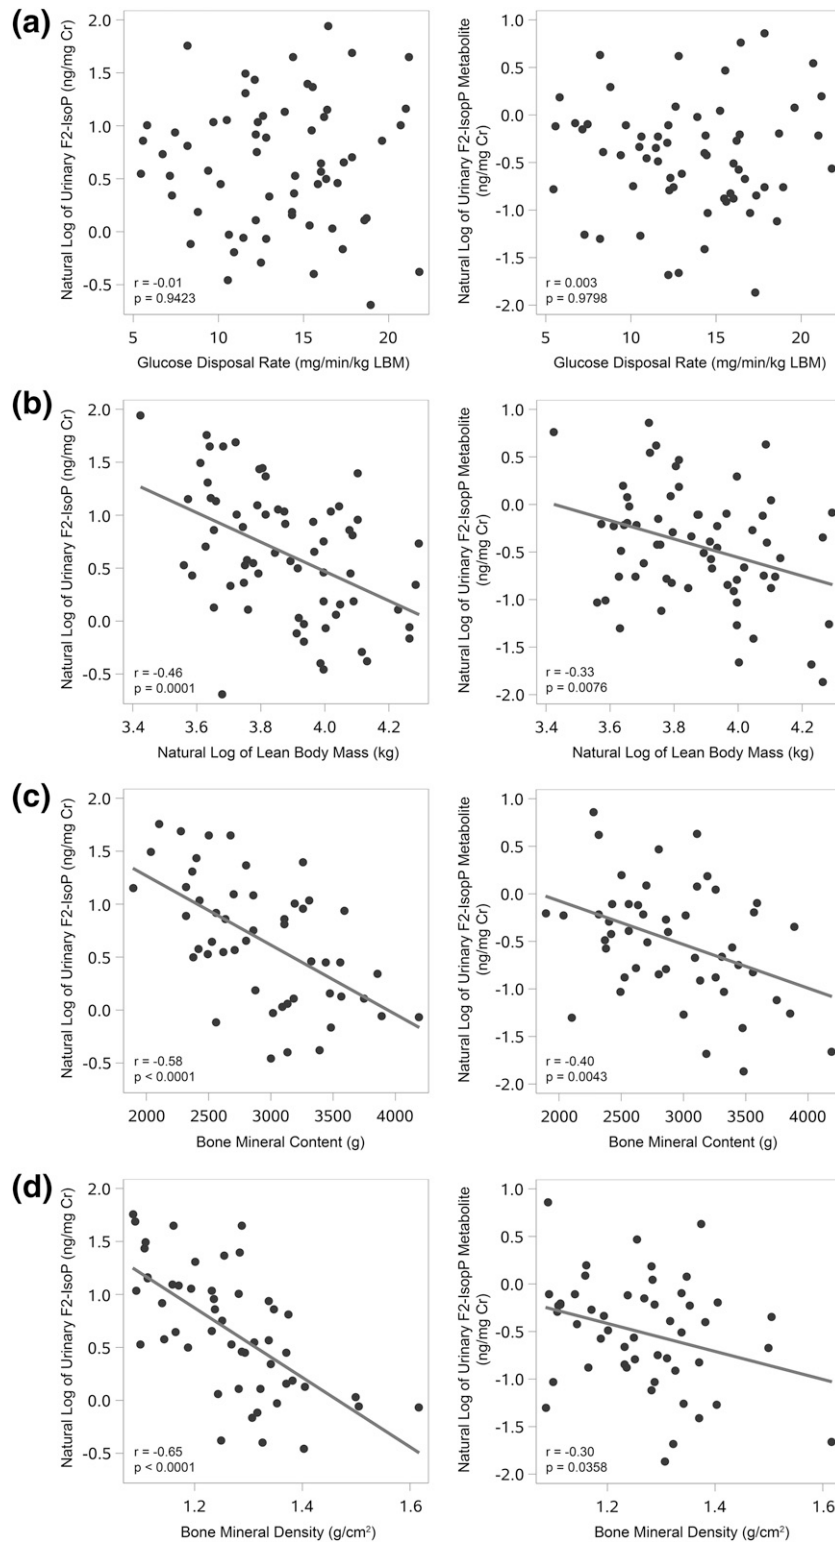 (a)
Natural Log of Urinary F2-IsoP (ng/mg Cr)
2.0
1.5
1.0
0.5
0.0
-0.5
r = -0.01
p = 0.9423
5 10 15 20
Glucose Disposal Rate (mg/min/kg LBM)
Natural Log of Urinary F2-IsopP Metabolite
(ng/mg Cr)
1.0
0.5
-0.0
-0.5
-1.0
-1.5
-2.0
r = 0.003
p = 0.9798
5 10 15 20
Glucose Disposal Rate (mg/min/kg LBM)
(b)
Natural Log of Urinary F2-IsoP (ng/mg Cr)
2.0
1.5
1.0
0.5
0.0
-0.5
r = -0.46
p = 0.0001
3.4 3.6 3.8 4.0 4.2
Natural Log of Lean Body Mass (kg)
Natural Log of Urinary F2-IsopP Metabolite
(ng/mg Cr)
1.0
0.5
-0.0
-0.5
-1.0
-1.5
-2.0
r = -0.33
p = 0.0076
3.4 3.6 3.8 4.0 4.2
Natural Log of Lean Body Mass (kg)
(c)
Natural Log of Urinary F2-IsoP (ng/mg Cr)
2.0
1.5
1.0
0.5
0.0
-0.5
r = -0.58
p < 0.0001
2000 2500 3000 3500 4000
Bone Mineral Content (g)
Natural Log of Urinary F2-IsopP Metabolite
(ng/mg Cr)
1.0
0.5
-0.0
-0.5
-1.0
-1.5
-2.0
r = -0.40
p = 0.0043
2000 2500 3000 3500 4000
Bone Mineral Content (g)
(d)
Natural Log of Urinary F2-IsoP (ng/mg Cr)
2.0
1.5
1.0
0.5
0.0
-0.5
r = -0.65
p < 0.0001
1.2 1.4 1.6
Bone Mineral Density (g/cm²)
Natural Log of Urinary F2-IsopP Metabolite
(ng/mg Cr)
1.0
0.5
-0.0
-0.5
-1.0
-1.5
-2.0
r = -0.30
p = 0.0358
1.2 1.4 1.6
Bone Mineral Density (g/cm²)